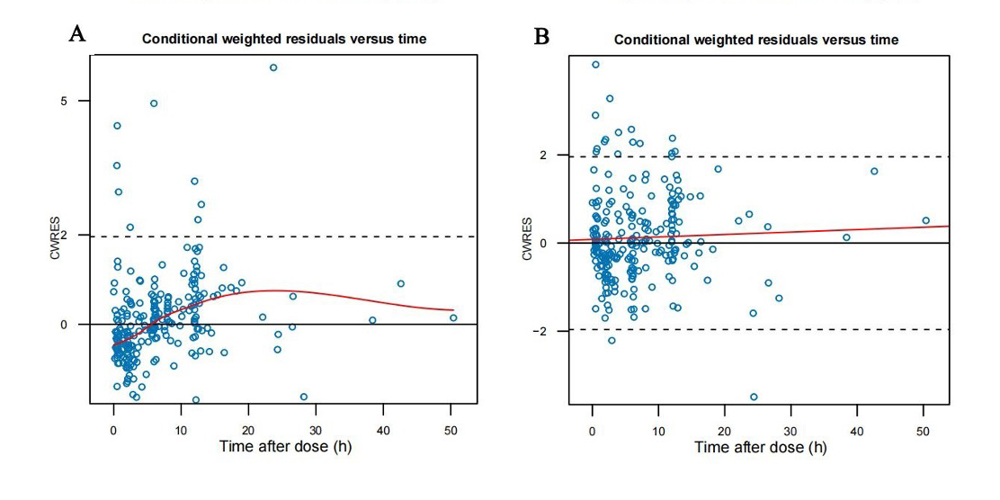 A
Conditional weighted residuals versus time
CWRES
5
2
0
0 10 20 30 40 50
Time after dose (h)
B
Conditional weighted residuals versus time
CWRES
2
0
−2
0 10 20 30 40 50
Time after dose (h)